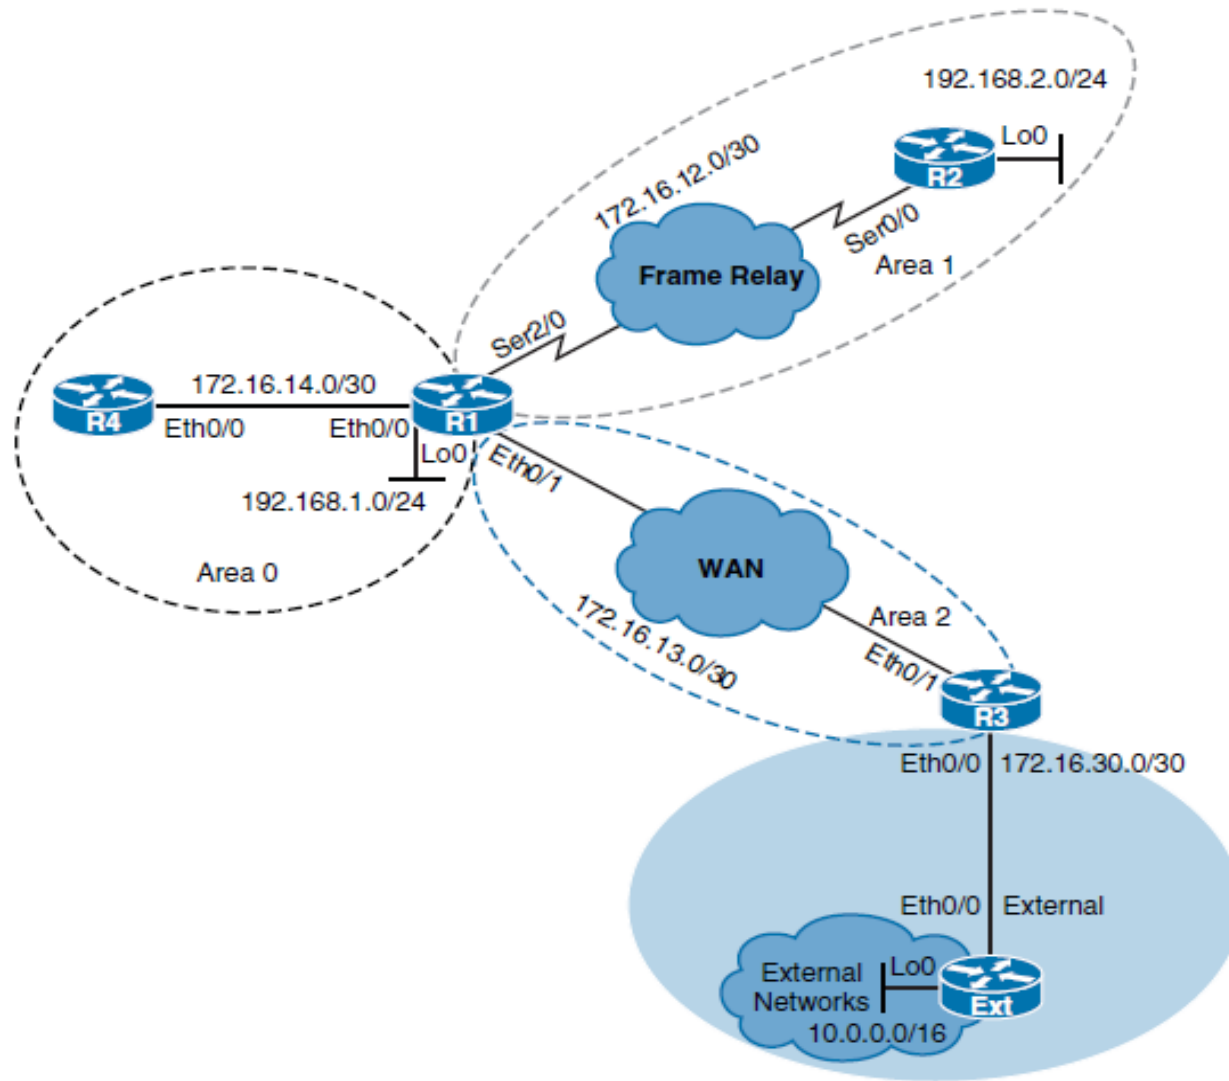 192.168.2.0/24
Lo0
R2
172.16.12.0/30
Ser0/0
Area 1
Frame Relay
Ser2/0
172.16.14.0/30
R4
Eth0/0
Eth0/0
R1
Lo0
192.168.1.0/24
Area 0
Eth0/1
WAN
172.16.13.0/30
Area 2
Eth0/1
R3
Eth0/0
172.16.30.0/30
Eth0/0
External
External
Networks
Lo0
Ext
10.0.0.0/16